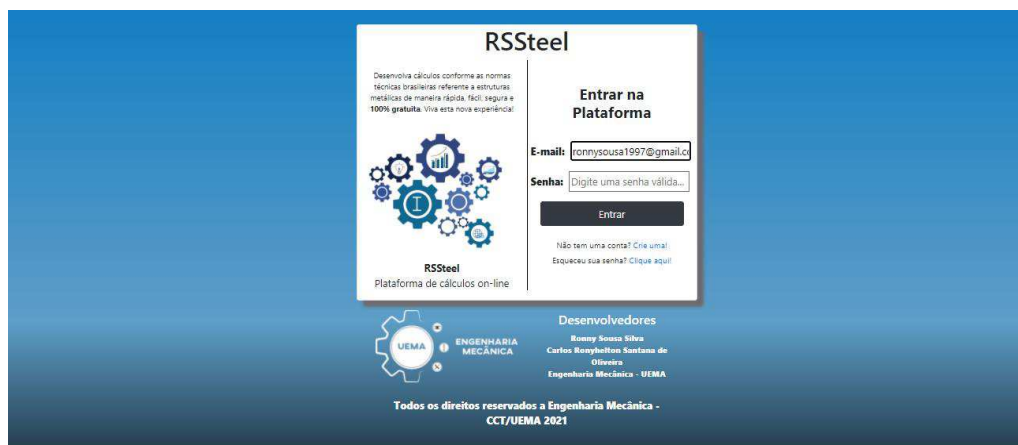 RSSteel
Desenvolva cálculos conforme as normas
técnicas brasileiras referente a estruturas
metálicas de maneira rápida, fácil, segura e
100% gratuita. Viva esta nova experiência!
RSSteel
Plataforma de cálculos on-line
Entrar na
Plataforma
E-mail: ronnysousa1997@gmail.co
Senha: Digite uma senha válida...
Entrar
Não tem uma conta? Crie uma!
Esqueceu sua senha? Clique aqui!
UEMA
ENGENHARIA
MECÂNICA
Desenvolvedores
Ronny Sousa Silva
Carlos Ronyhelton Santana de
Oliveira
Engenharia Mecânica - UEMA
Todos os direitos reservados a Engenharia Mecânica -
CCT/UEMA 2021